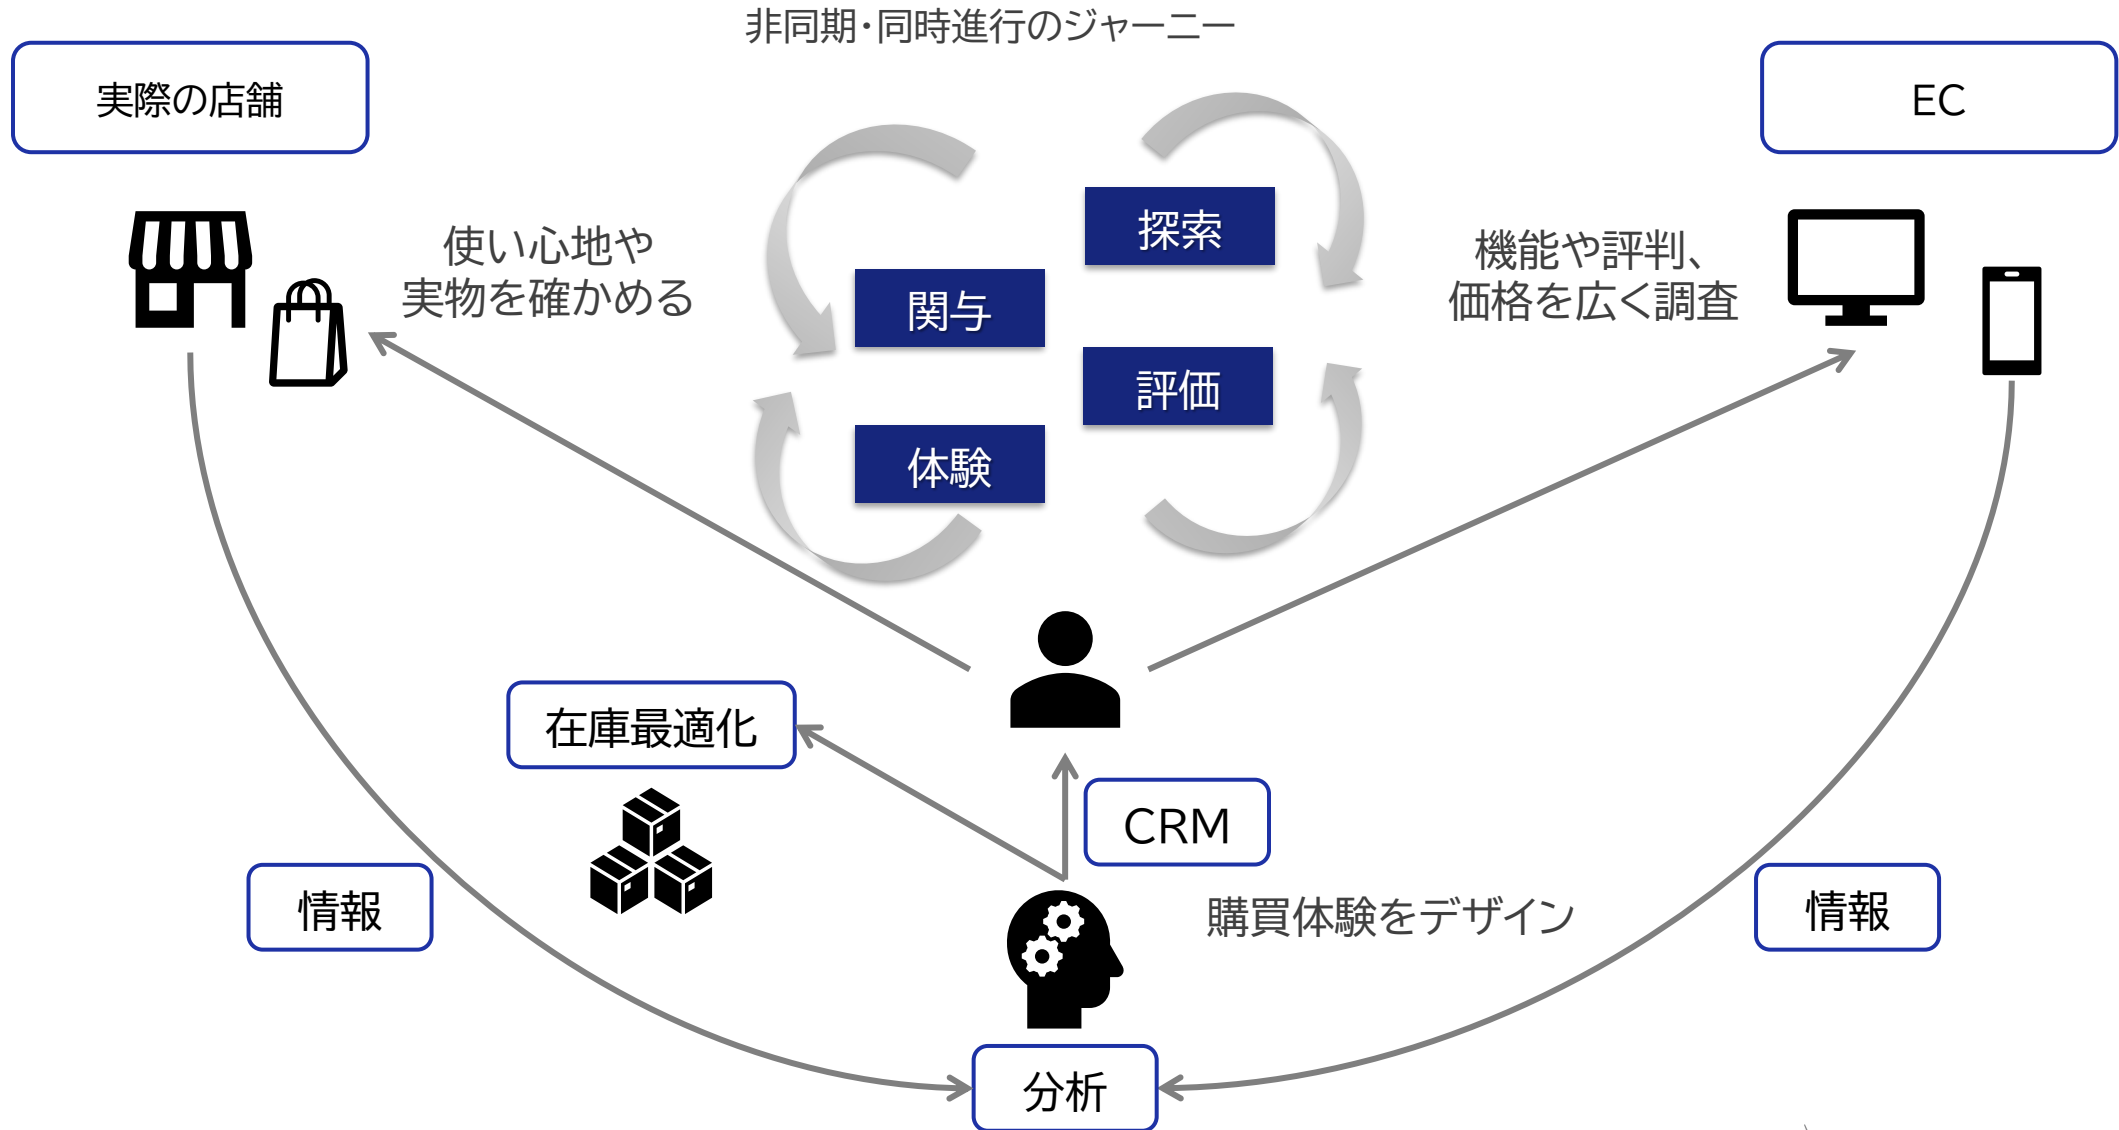 非同期・同時進行のジャーニー
実際の店舗
EC
使い心地や
実物を確かめる
探索
関与
評価
体験
機能や評判、
価格を広く調査
在庫最適化
CRM
情報
購買体験をデザイン
情報
分析